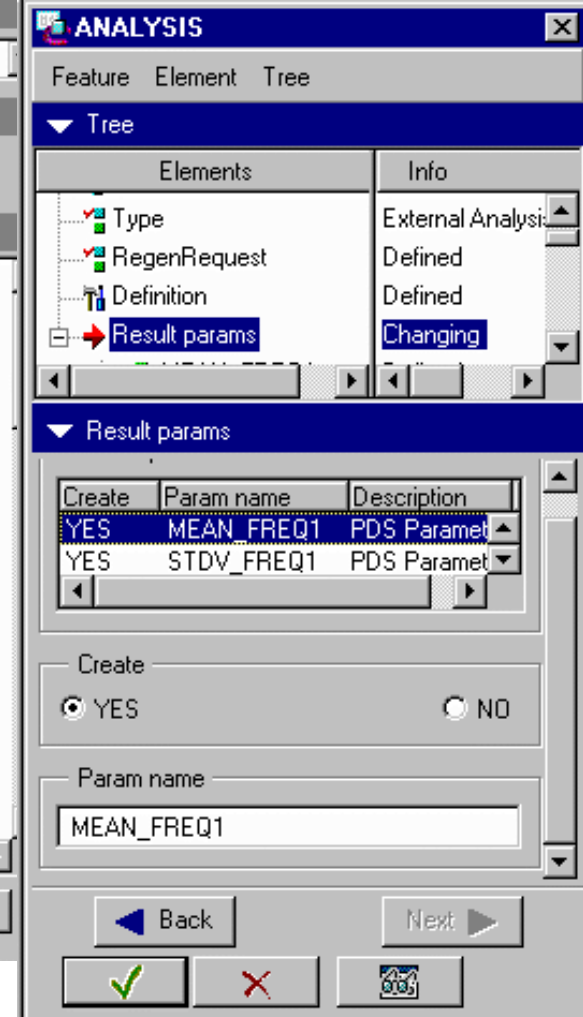 ANALYSIS
Feature Element Tree
Tree
Elements Info
Type External Analysi
RegenRequest Defined
Definition Defined
Result params Changing
Result params
Create Param name Description
YES MEAN_FREQ1 PDS Paramet
YES STDV_FREQ1 PDS Paramet
Create
YES NO
Param name
MEAN_FREQ1
Back Next